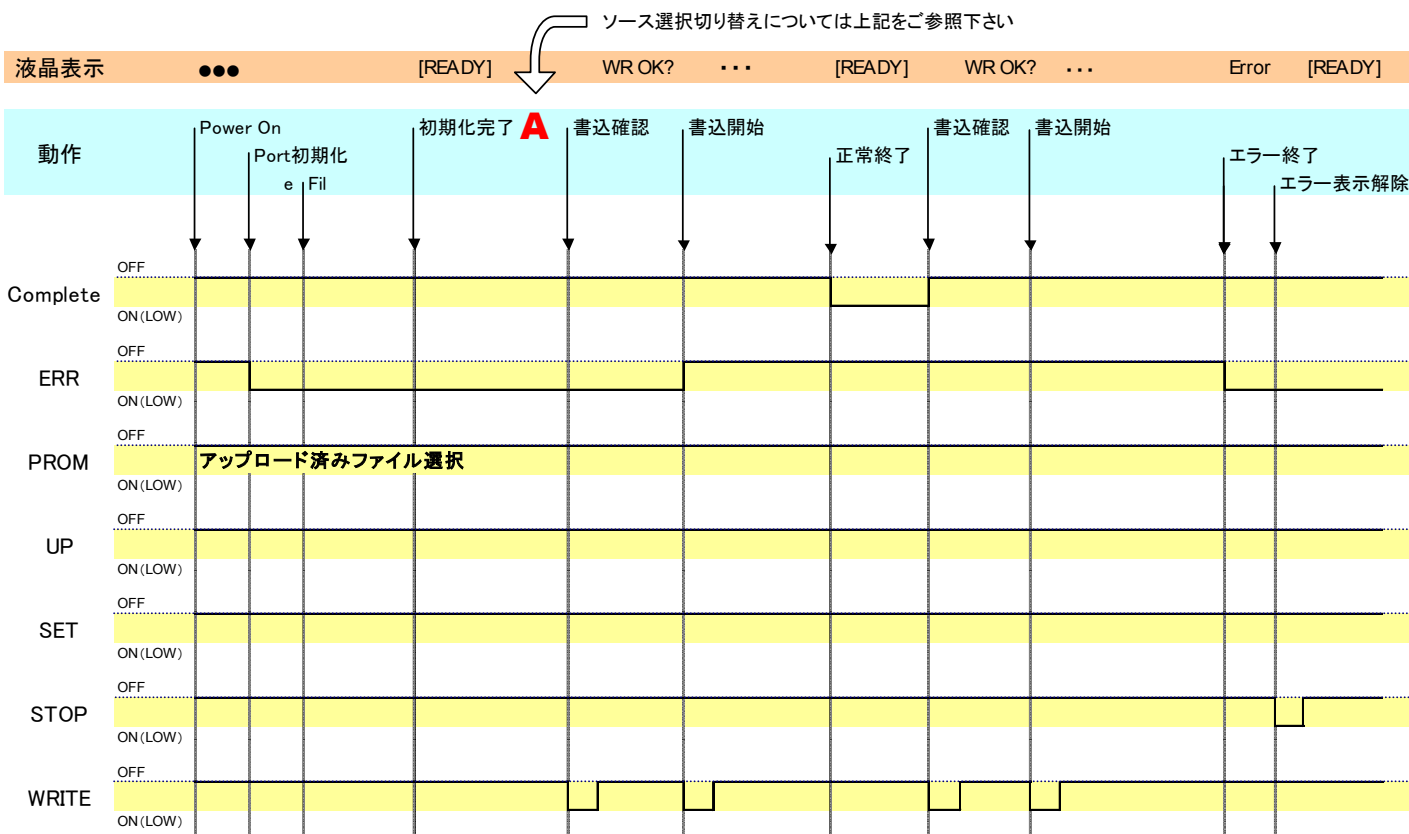 ソース選択切り替えについては上記をご参照下さい
液晶表示 ●●● [READY] WR OK? ・・・ [READY] WR OK? ・・・ Error [READY]
動作
Power On 初期化完了 A 書込確認 書込開始 書込確認 書込開始
Port初期化 正常終了 エラー終了
e Fil エラー表示解除
OFF
Complete
ON(LOW)
OFF
ERR
ON(LOW)
OFF
PROM アップロード済みファイル選択
ON(LOW)
OFF
UP
ON(LOW)
OFF
SET
ON(LOW)
OFF
STOP
ON(LOW)
OFF
WRITE
ON(LOW)